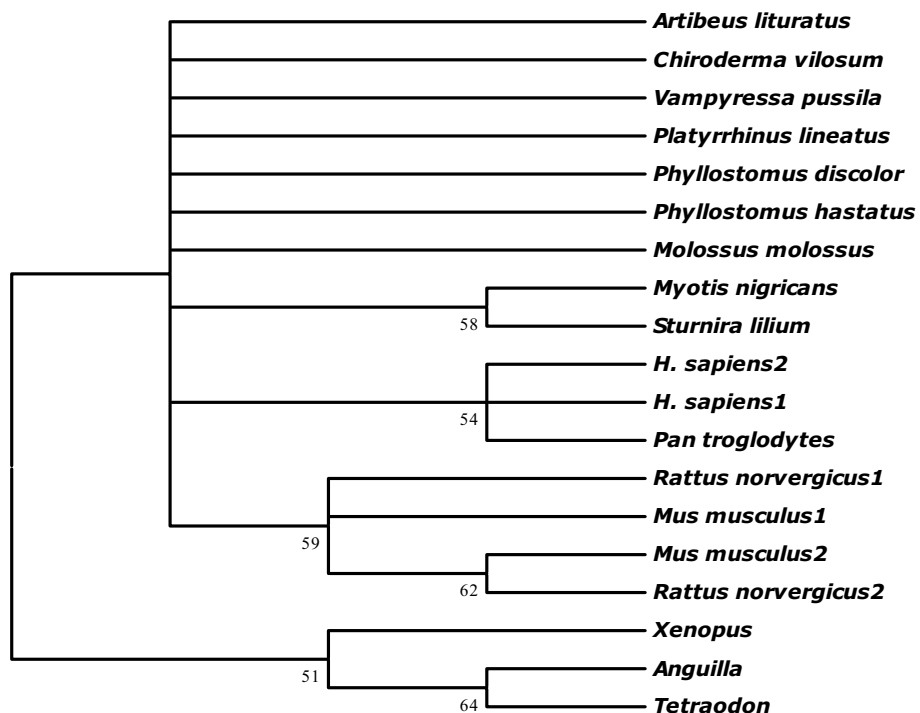 Artibeus lituratus
Chiroderma vilosum
Vampyressa pussila
Platyrrhinus lineatus
Phyllostomus discolor
Phyllostomus hastatus
Molossus molossus
Myotis nigricans
58
Sturnira lilium
H. sapiens2
H. sapiens1
54
Pan troglodytes
Rattus norvergicus1
Mus musculus1
59
Mus musculus2
62
Rattus norvergicus2
Xenopus
51
Anguilla
64
Tetraodon